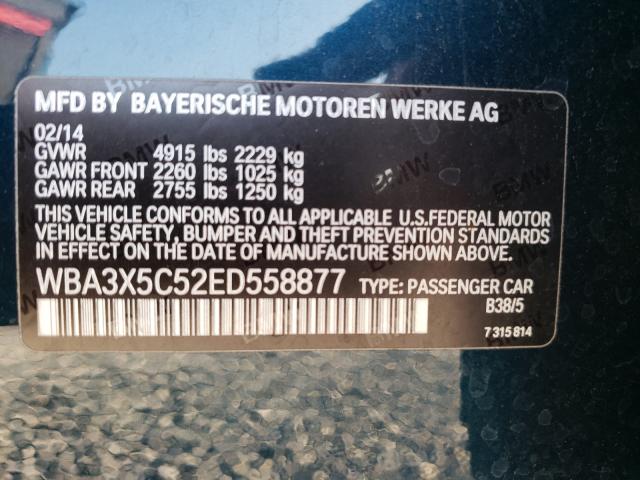 MFD BY BAYERISCHE MOTOREN WERKE AG
02/14
GVWR 4915 lbs 2229 kg
GAWR FRONT 2260 lbs 1025 kg
GAWR REAR 2755 lbs 1250 kg
THIS VEHICLE CONFORMS TO ALL APPLICABLE U.S.FEDERAL MOTOR
VEHICLE SAFETY, BUMPER AND THEFT PREVENTION STANDARDS
IN EFFECT ON THE DATE OF MANUFACTURE SHOWN ABOVE.
WBA3X5C52ED558877 TYPE: PASSENGER CAR
B38/5
7 315 814